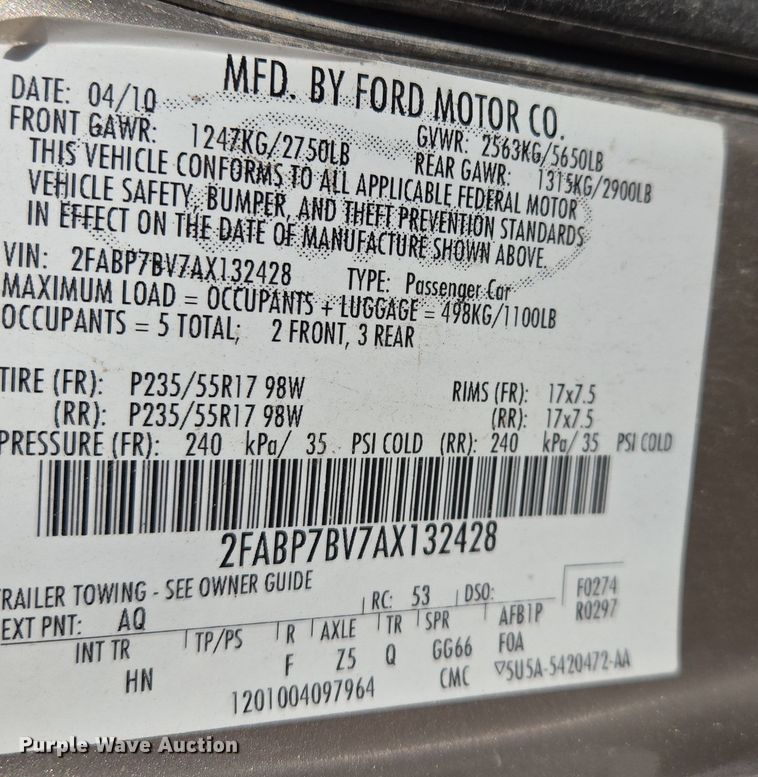 MFD. BY FORD MOTOR CO.
DATE: 04/10
FRONT GAWR: 1247KG/2750LB
GVWR: 2563KG/5650LB
REAR GAWR: 1315KG/2900LB
THIS VEHICLE CONFORMS TO ALL APPLICABLE FEDERAL MOTOR
VEHICLE SAFETY, BUMPER, AND THEFT PREVENTION STANDARDS
IN EFFECT ON THE DATE OF MANUFACTURE SHOWN ABOVE.
VIN: 2FABP7BV7AX132428 TYPE: Passenger Car
MAXIMUM LOAD = OCCUPANTS + LUGGAGE = 498KG/1100LB
OCCUPANTS = 5 TOTAL; 2 FRONT, 3 REAR
TIRE (FR): P235/55R17 98W RIMS (FR): 17x7.5
(RR): P235/55R17 98W (RR): 17x7.5
PRESSURE (FR): 240 kPa/ 35 PSI COLD (RR): 240 kPa/ 35 PSI COLD
2FABP7BV7AX132428
TRAILER TOWING - SEE OWNER GUIDE
EXT PNT: AQ RC: 53 DSO: F0274
R0297
INT TR TP/PS R AXLE TR SPR AFB1P
HN F Z5 Q GG66 FOA
1201004097964 CMC 5U5A-5420472-AA
Purple Wave Auction